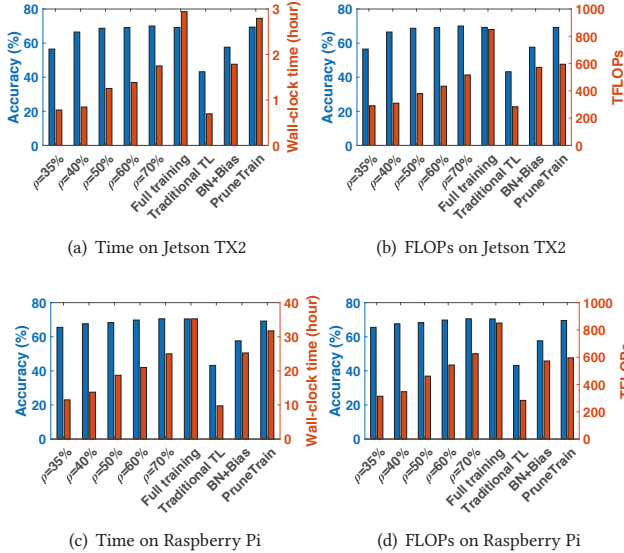 80
60
40
20
0
Accuracy (%)
3
2
1
0
Wall-clock time (hour)
ρ=35%
ρ=40%
ρ=50%
ρ=60%
ρ=70%
Full training
Traditional TL
BN+Bias
PruneTrain
(a) Time on Jetson TX2
80
60
40
20
0
Accuracy (%)
1000
800
600
400
200
0
TFLOPs
ρ=35%
ρ=40%
ρ=50%
ρ=60%
ρ=70%
Full training
Traditional TL
BN+Bias
PruneTrain
(b) FLOPs on Jetson TX2
80
60
40
20
0
Accuracy (%)
40
30
20
10
0
Wall-clock time (hour)
ρ=35%
ρ=40%
ρ=50%
ρ=60%
ρ=70%
Full training
Traditional TL
BN+Bias
PruneTrain
(c) Time on Raspberry Pi
80
60
40
20
0
Accuracy (%)
1000
800
600
400
200
0
TFLOPs
ρ=35%
ρ=40%
ρ=50%
ρ=60%
ρ=70%
Full training
Traditional TL
BN+Bias
PruneTrain
(d) FLOPs on Raspberry Pi